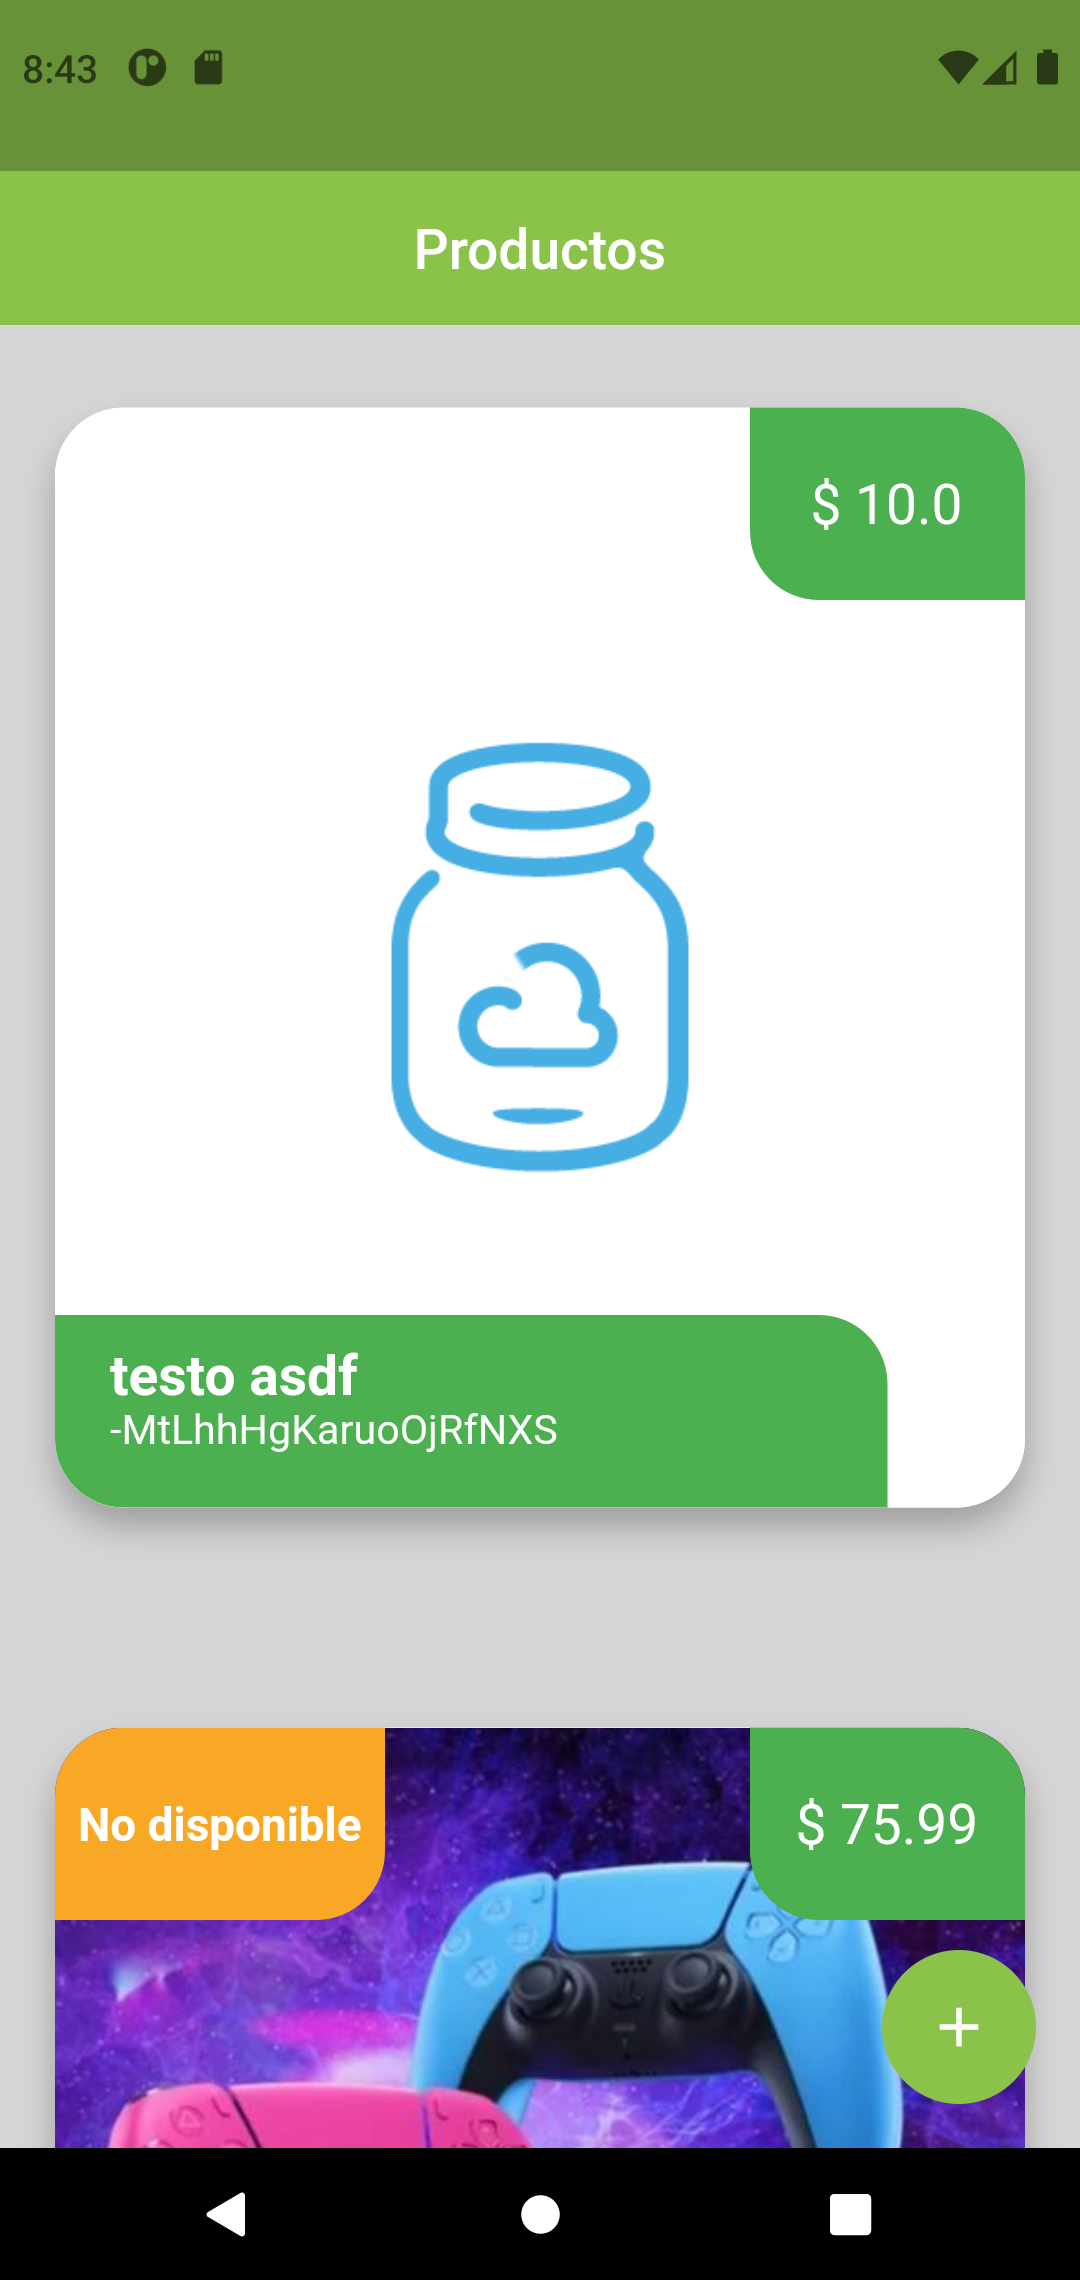 8:43
Productos
$ 10.0
testo asdf
-MtLhhHgKaruoOjRfNXS
No disponible
$ 75.99